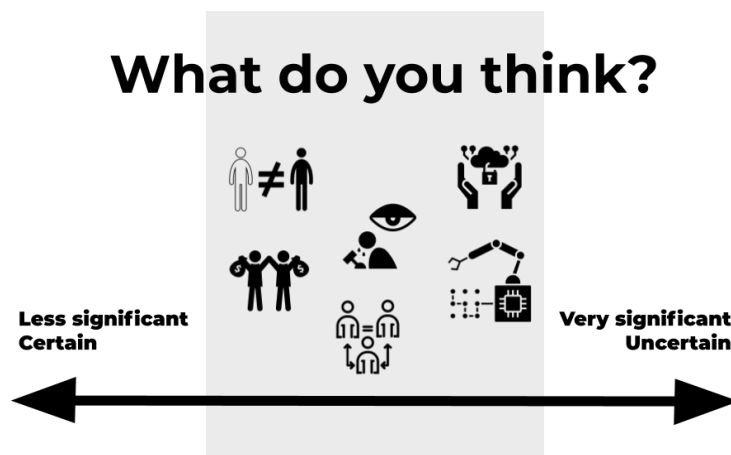 What do you think?
≠
$ $
=
Less significant
Certain
Very significant
Uncertain